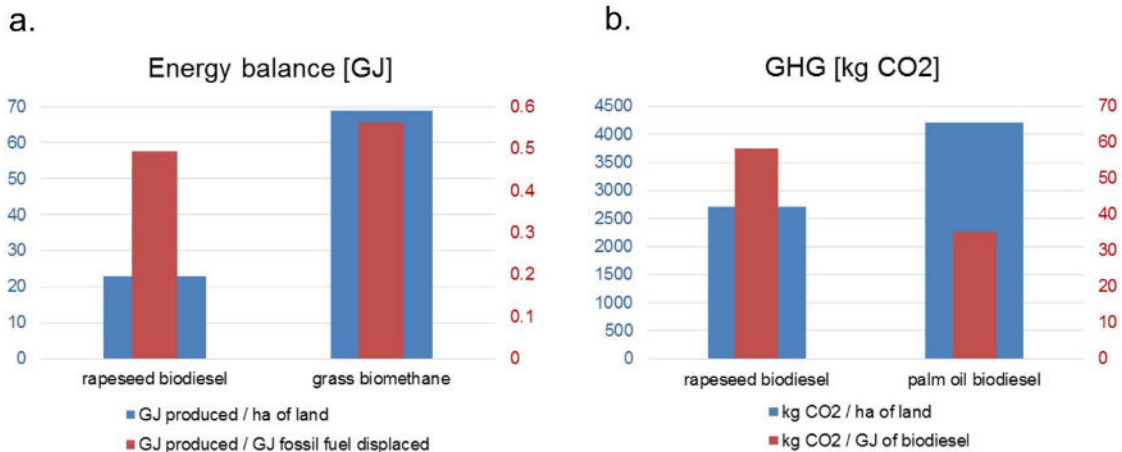 a.
Energy balance [GJ]
70
60
50
40
30
20
10
0
0.6
0.5
0.4
0.3
0.2
0.1
0
rapeseed biodiesel
grass biomethane
GJ produced / ha of land
GJ produced / GJ fossil fuel displaced
b.
GHG [kg CO2]
4500
4000
3500
3000
2500
2000
1500
1000
500
0
70
60
50
40
30
20
10
0
rapeseed biodiesel
palm oil biodiesel
kg CO2 / ha of land
kg CO2 / GJ of biodiesel